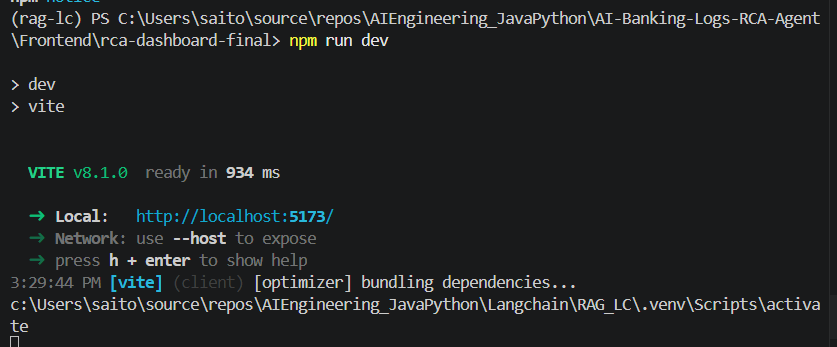 npm notice
(rag-lc) PS C:\Users\saito\source\repos\AIEngineering_JavaPython\AI-Banking-Logs-RCA-Agent
\Frontend\rca-dashboard-final> npm run dev
> dev
> vite
VITE v8.1.0 ready in 934 ms
➜ Local: http://localhost:5173/
➜ Network: use --host to expose
➜ press h + enter to show help
3:29:44 PM [vite] (client) [optimizer] bundling dependencies...
c:\Users\saito\source\repos\AIEngineering_JavaPython\Langchain\RAG_LC\.venv\Scripts\activa
te